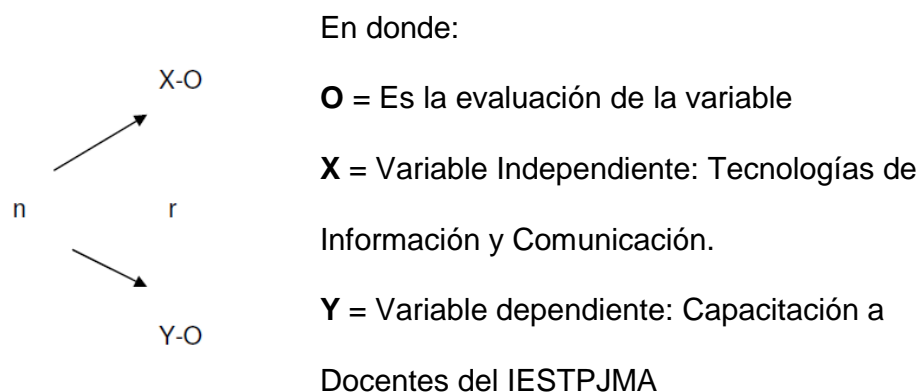 En donde:
X-O
O = Es la evaluación de la variable
X = Variable Independiente: Tecnologías de
n r
Información y Comunicación.
Y = Variable dependiente: Capacitación a
Y-O
Docentes del IESTPJMA